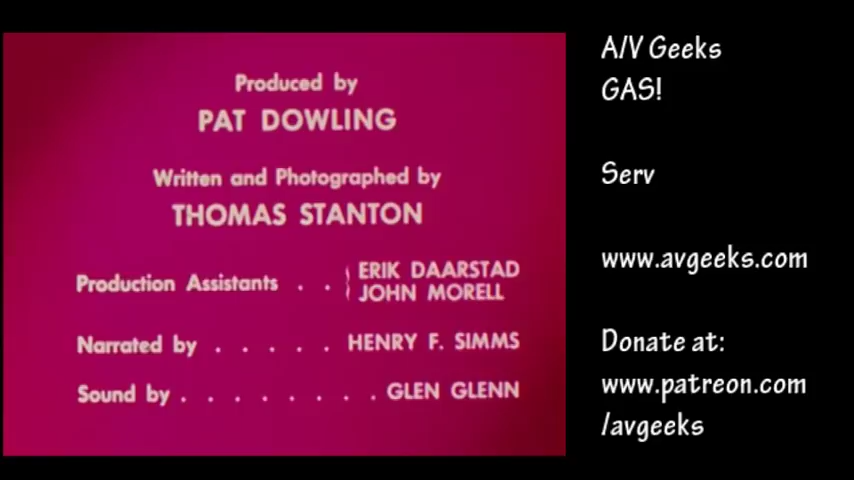 Produced by
PAT DOWLING
Written and Photographed by
THOMAS STANTON
Production Assistants . . { ERIK DAARSTAD
JOHN MORELL
Narrated by . . . . . HENRY F. SIMMS
Sound by . . . . . . . . GLEN GLENN
A/V Geeks
GAS!
Serv
www.avgeeks.com
Donate at:
www.patreon.com
/avgeeks